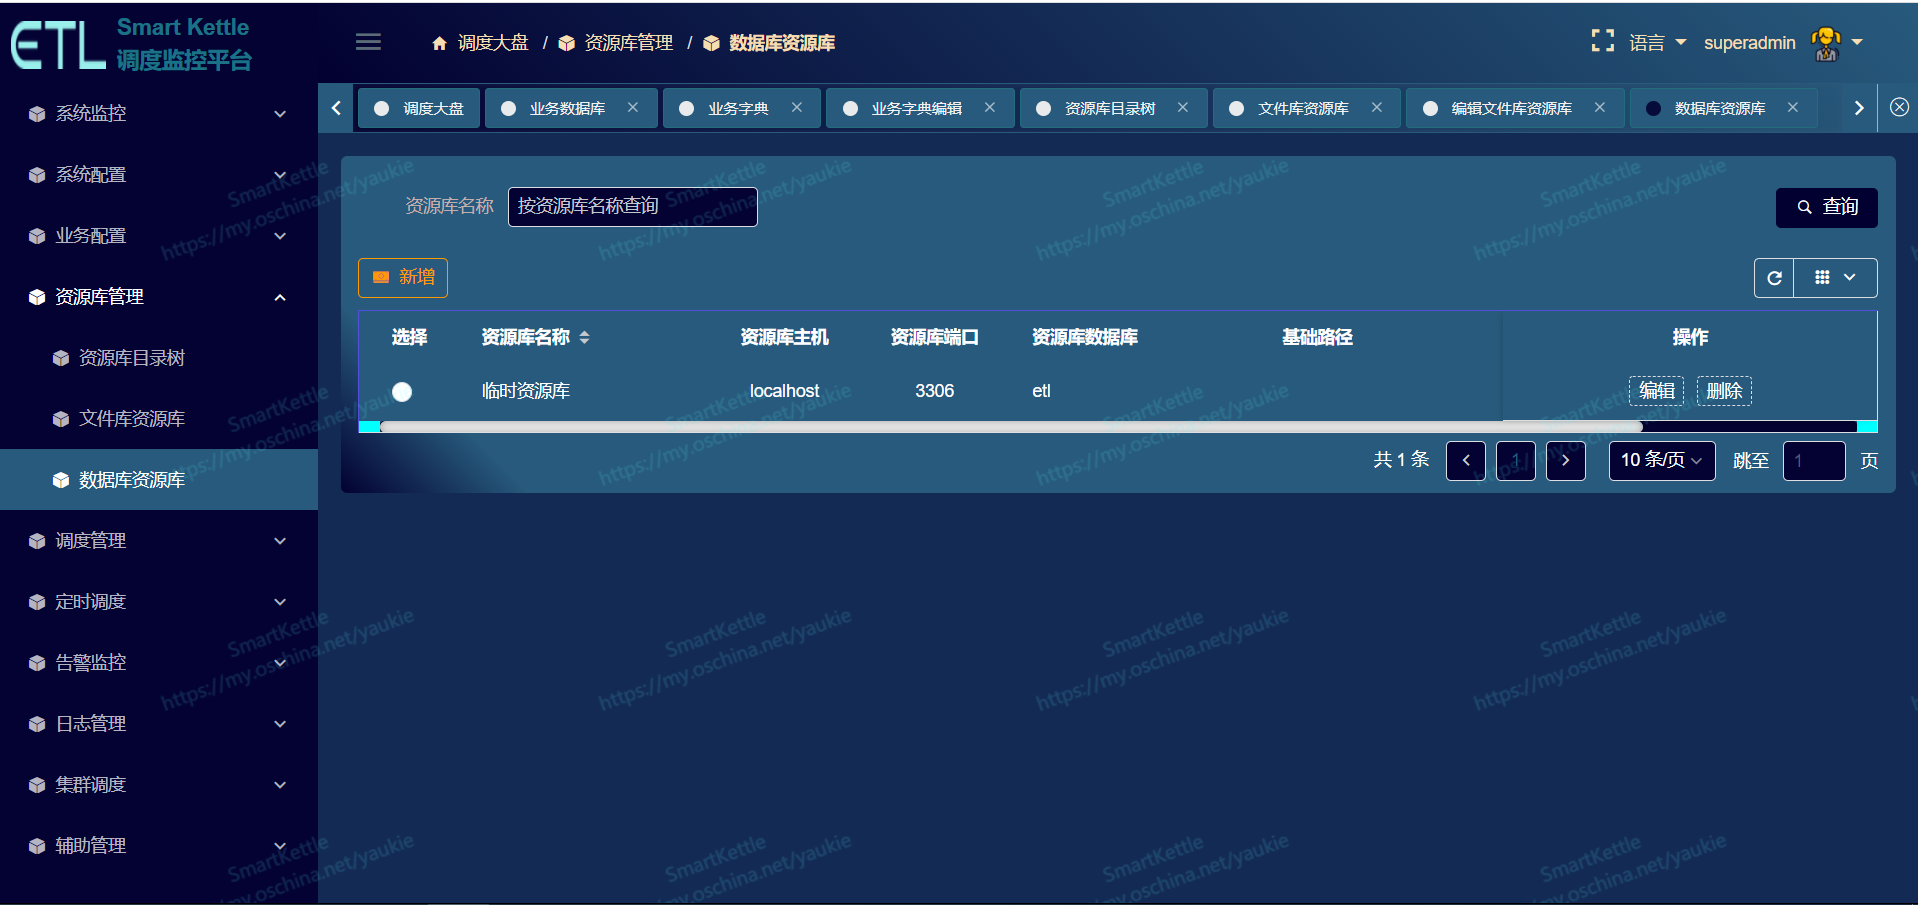 ETL
Smart Kettle
调度监控平台
调度大盘 / 资源库管理 / 数据库资源库
语言
superadmin
调度大盘
业务数据库
业务字典
业务字典编辑
资源库目录树
文件库资源库
编辑文件库资源库
数据库资源库
系统监控
系统配置
业务配置
资源库管理
资源库目录树
文件库资源库
数据库资源库
调度管理
定时调度
告警监控
日志管理
集群调度
辅助管理
资源库名称
按资源库名称查询
查询
新增
选择 资源库名称 资源库主机 资源库端口 资源库数据库 基础路径 操作
临时资源库 localhost 3306 etl 编辑 删除
共 1 条 1 10 条/页 跳至 1 页
SmartKettle
https://my.oschina.net/yaukie